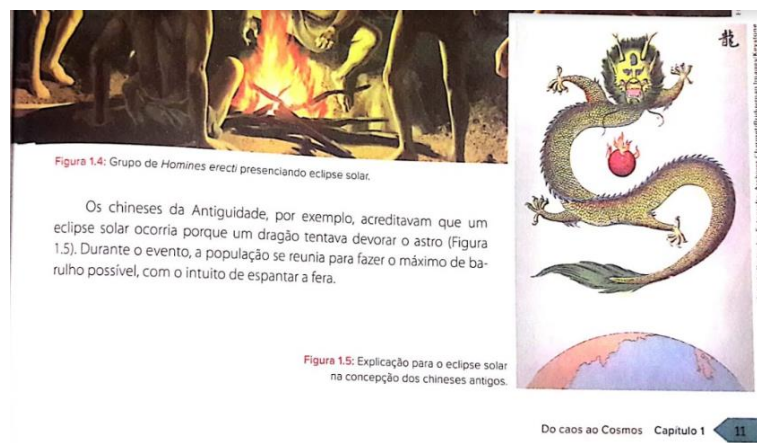 龍
Figura 1.4: Grupo de Homines erecti presenciando eclipse solar.
Os chineses da Antiguidade, por exemplo, acreditavam que um
eclipse solar ocorria porque um dragão tentava devorar o astro (Figura
1.5). Durante o evento, a população se reunia para fazer o máximo de ba-
rulho possível, com o intuito de espantar a fera.
Figura 1.5: Explicação para o eclipse solar
na concepção dos chineses antigos.
Do caos ao Cosmos Capítulo 1 11